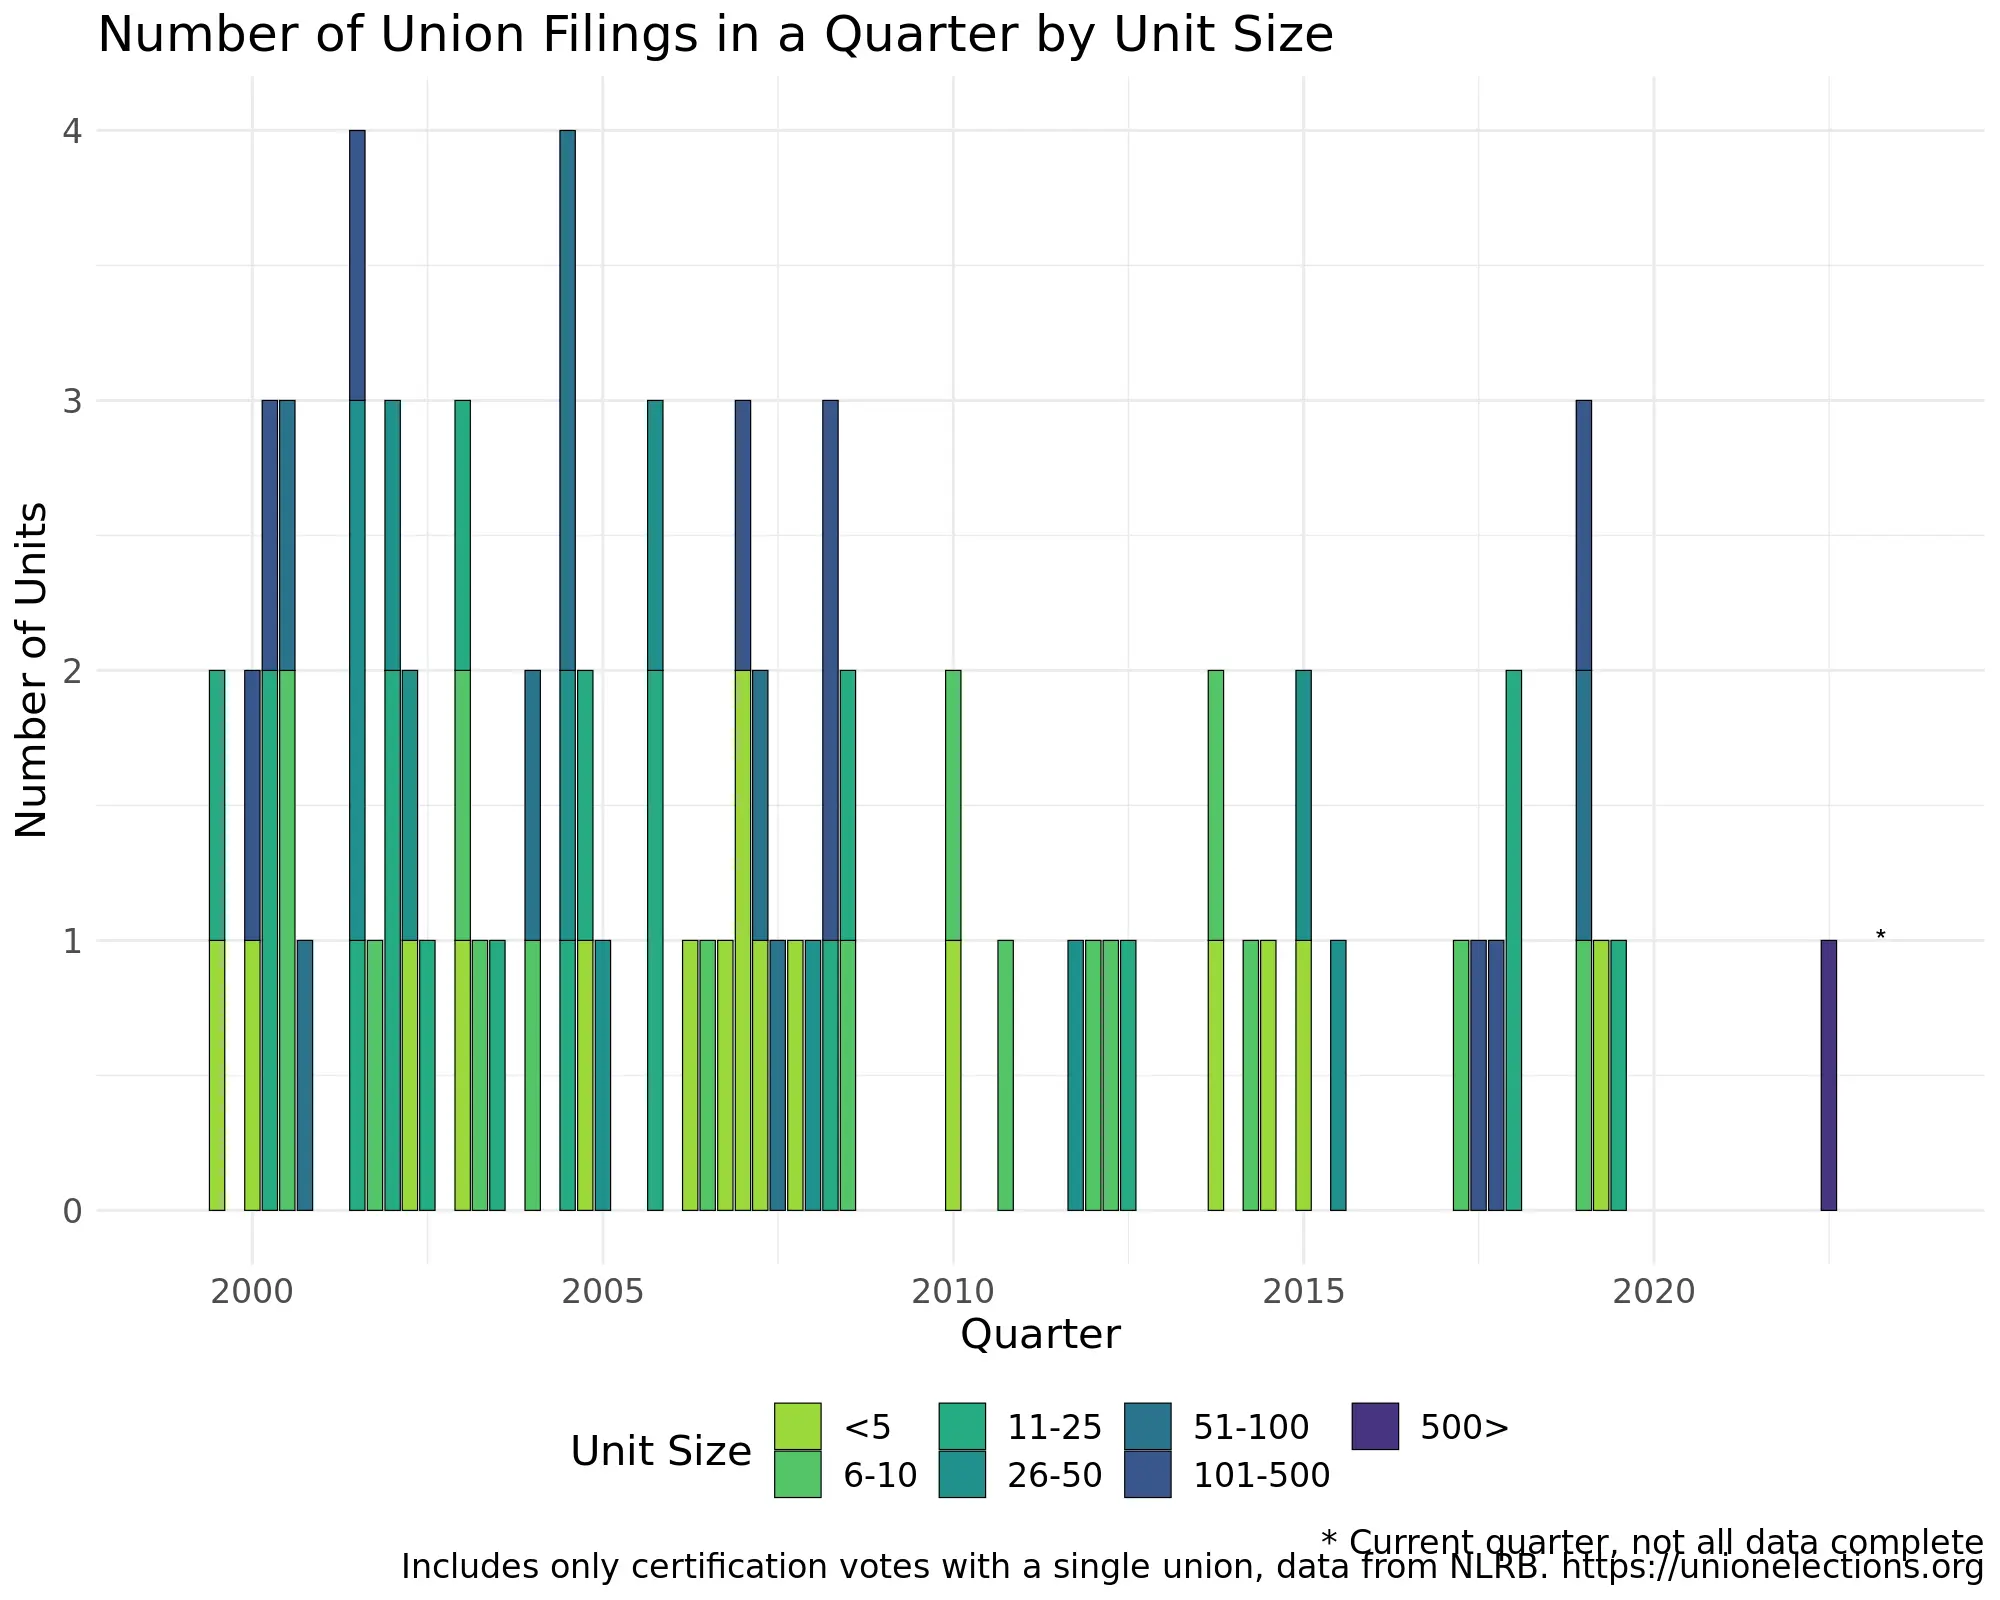 Number of Union Filings in a Quarter by Unit Size
Number of Units
4
3
2
1
0
*
2000 2005 2010 2015 2020
Quarter
Unit Size
<5 11-25 51-100 500>
6-10 26-50 101-500
* Current quarter, not all data complete
Includes only certification votes with a single union, data from NLRB. https://unionelections.org